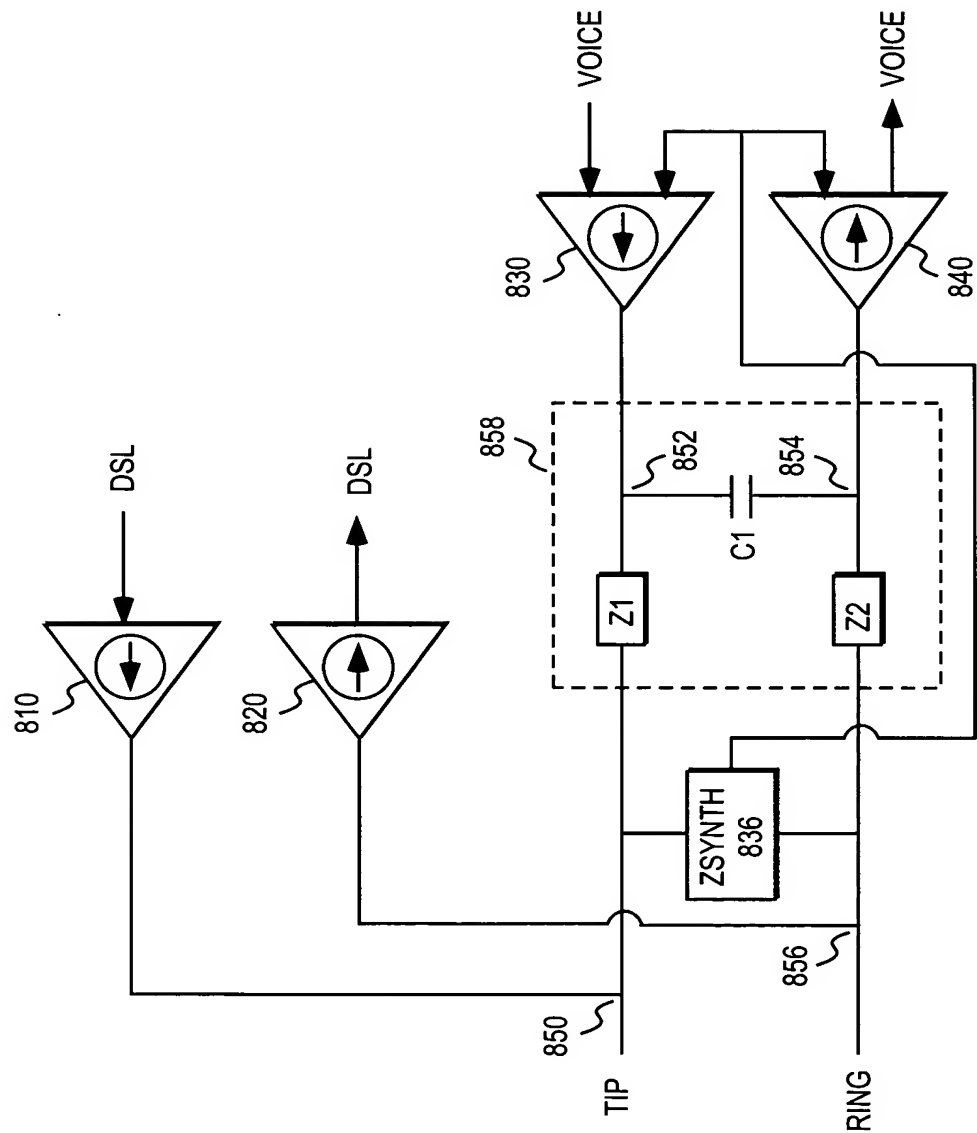 DSL
810
DSL
820
VOICE
830
858
852
Z1
C1
854
VOICE
840
Z2
ZSYNTH
836
850
TIP
856
RING